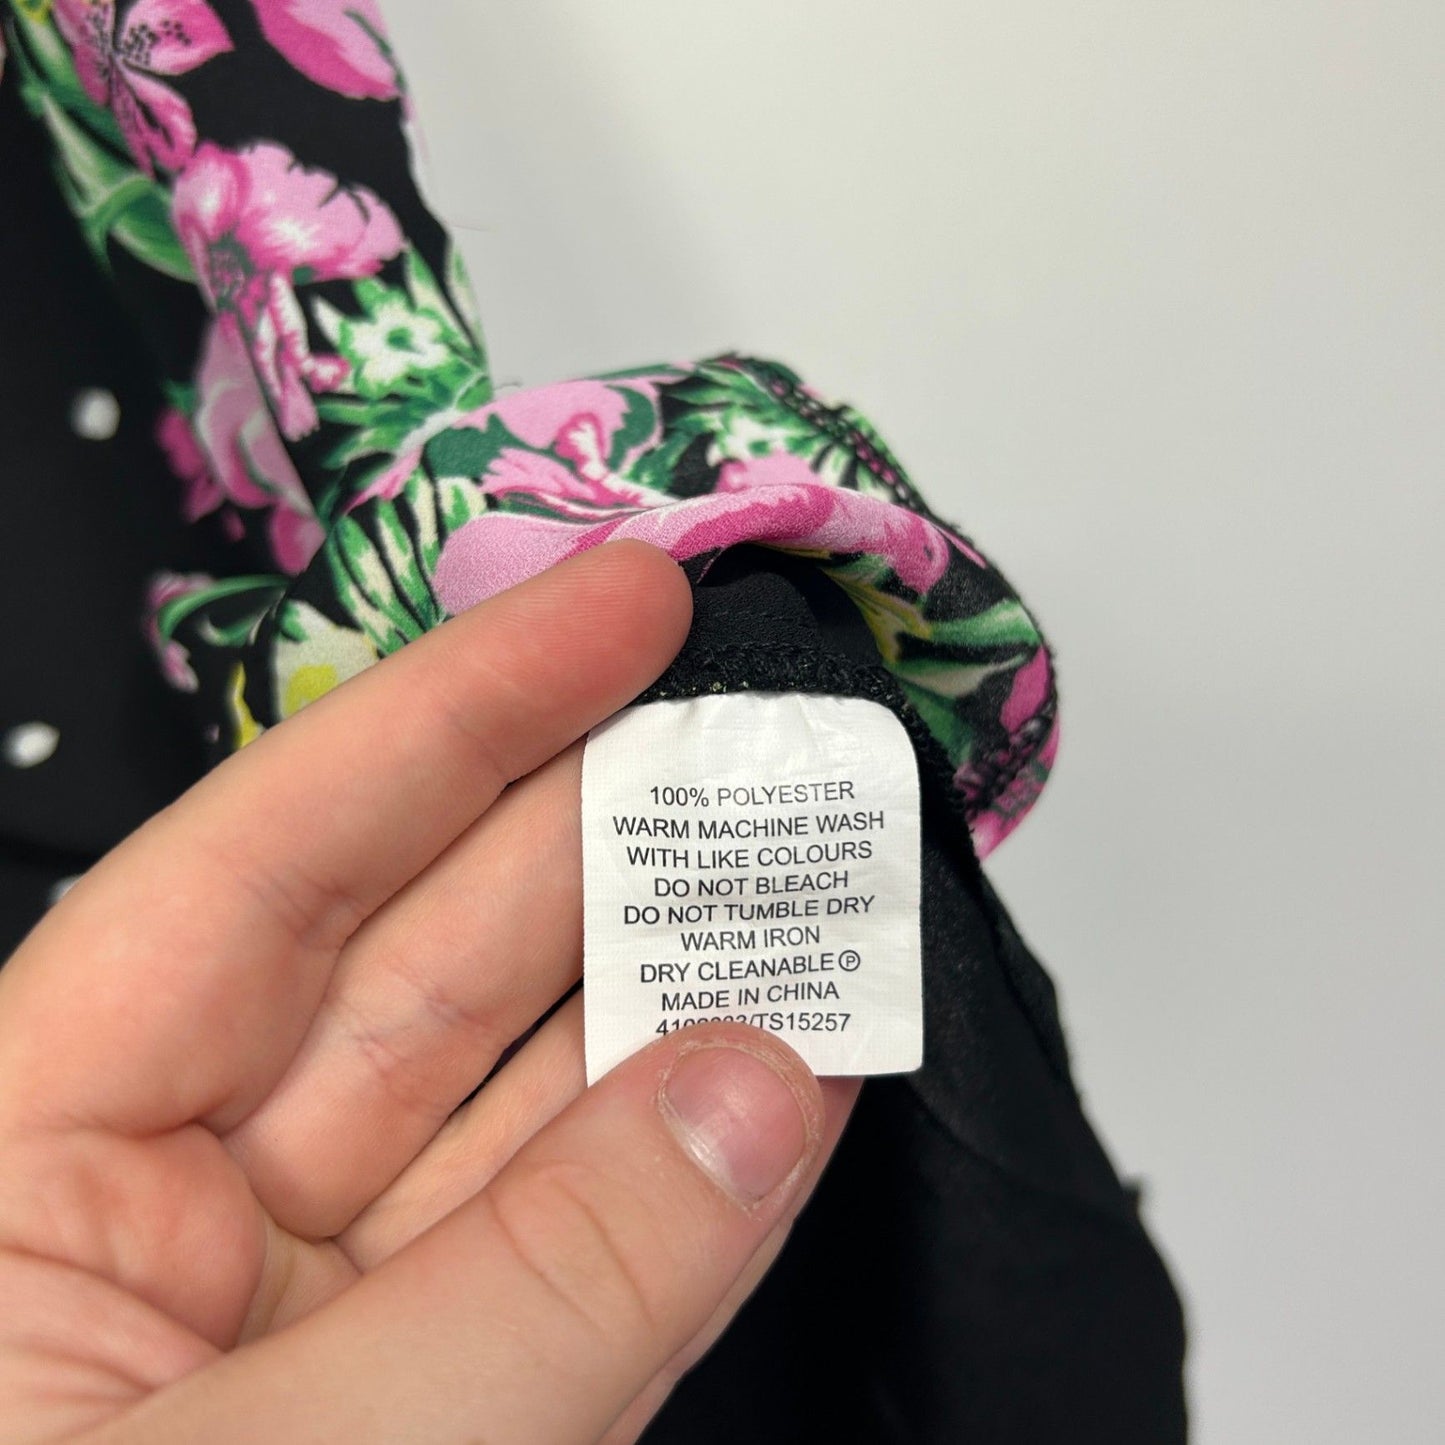 100% POLYESTER
WARM MACHINE WASH
WITH LIKE COLOURS
DO NOT BLEACH
DO NOT TUMBLE DRY
WARM IRON
DRY CLEANABLE Ⓟ
MADE IN CHINA
/TS15257